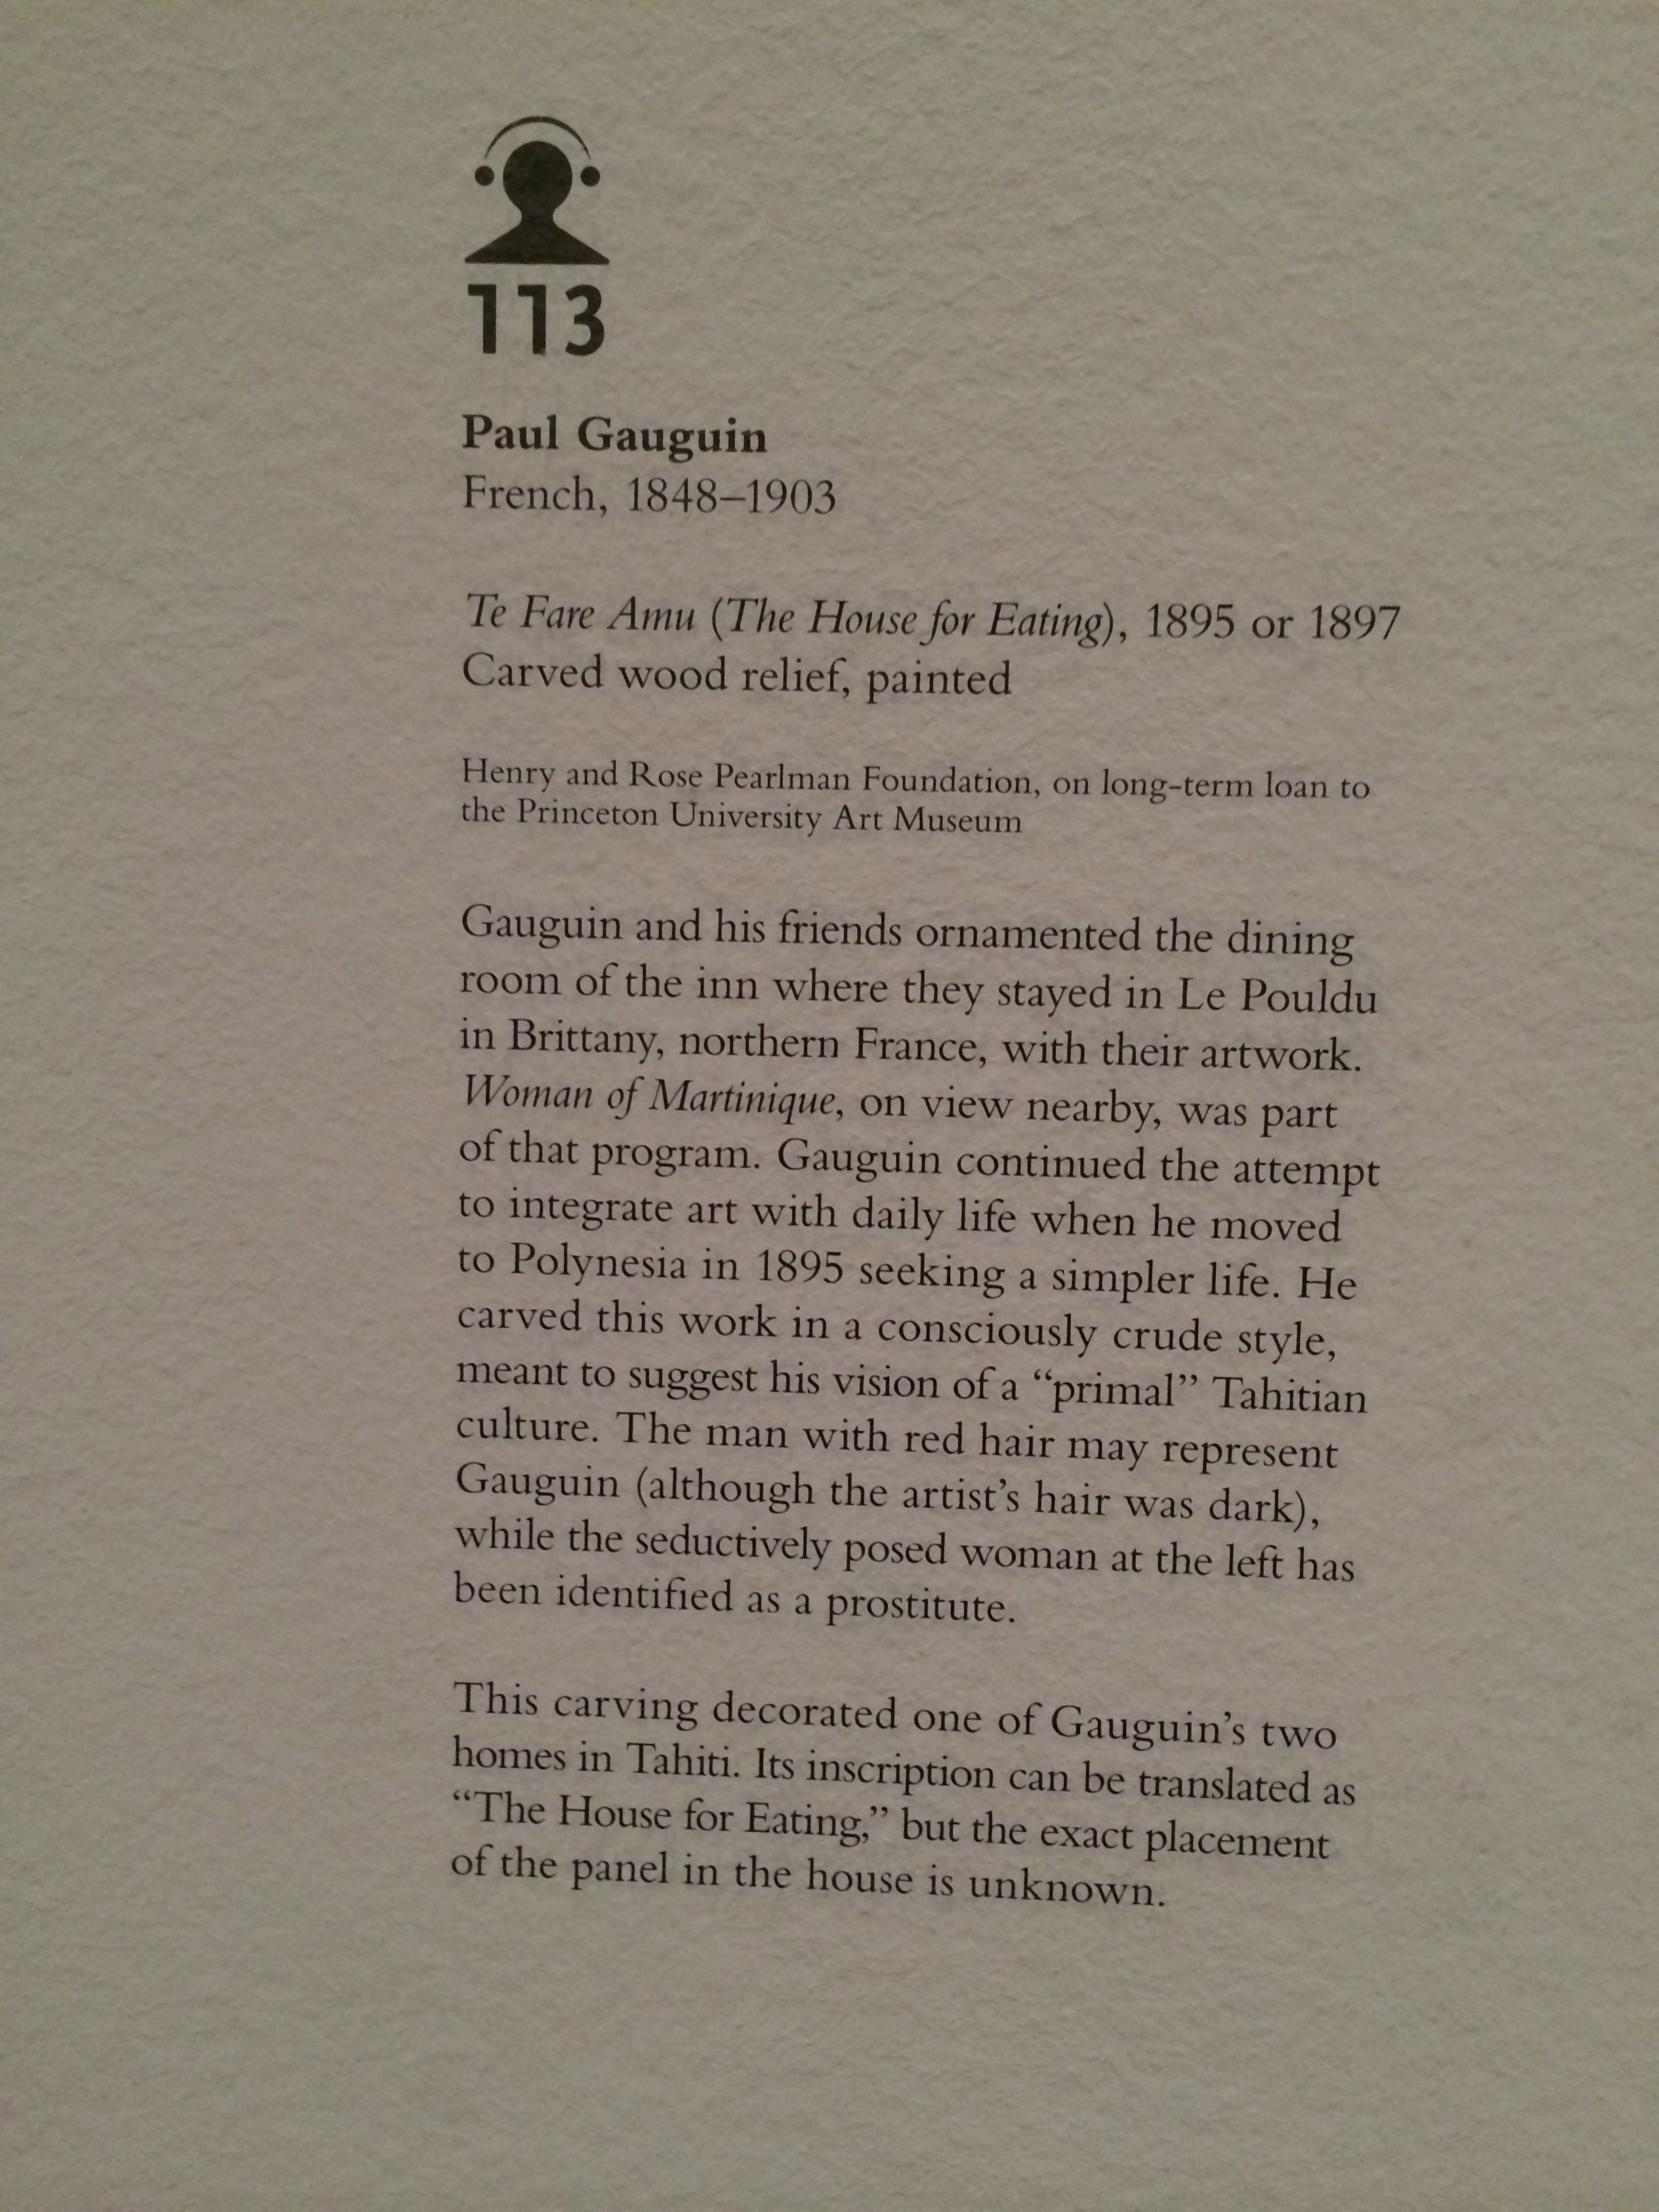 113
Paul Gauguin
French, 1848–1903
Te Fare Amu (The House for Eating), 1895 or 1897
Carved wood relief, painted
Henry and Rose Pearlman Foundation, on long-term loan to
the Princeton University Art Museum
Gauguin and his friends ornamented the dining
room of the inn where they stayed in Le Pouldu
in Brittany, northern France, with their artwork.
Woman of Martinique, on view nearby, was part
of that program. Gauguin continued the attempt
to integrate art with daily life when he moved
to Polynesia in 1895 seeking a simpler life. He
carved this work in a consciously crude style,
meant to suggest his vision of a “primal” Tahitian
culture. The man with red hair may represent
Gauguin (although the artist’s hair was dark),
while the seductively posed woman at the left has
been identified as a prostitute.
This carving decorated one of Gauguin’s two
homes in Tahiti. Its inscription can be translated as
“The House for Eating,” but the exact placement
of the panel in the house is unknown.